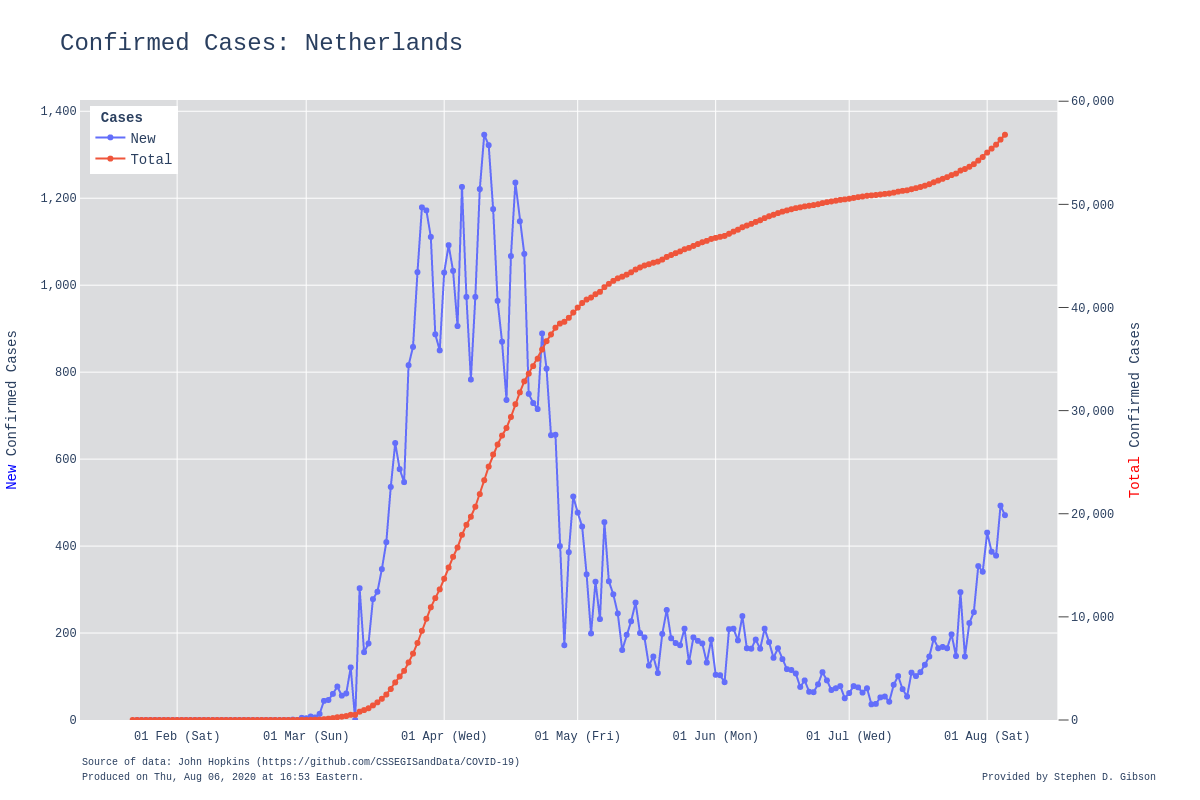 Confirmed Cases: Netherlands
Cases
New
Total
1,400
1,200
1,000
800
600
400
200
0
60,000
50,000
40,000
30,000
20,000
10,000
0
New Confirmed Cases
Total Confirmed Cases
01 Feb (Sat)
01 Mar (Sun)
01 Apr (Wed)
01 May (Fri)
01 Jun (Mon)
01 Jul (Wed)
01 Aug (Sat)
Source of data: John Hopkins (https://github.com/CSSEGISandData/COVID-19)
Produced on Thu, Aug 06, 2020 at 16:53 Eastern.
Provided by Stephen D. Gibson